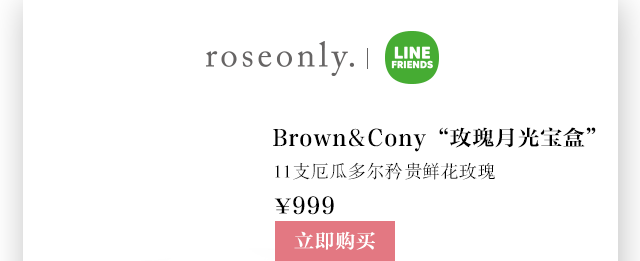 roseonly. | LINE
FRIENDS
Brown&Cony“玫瑰月光宝盒”
11支厄瓜多尔矜贵鲜花玫瑰
¥999
立即购买